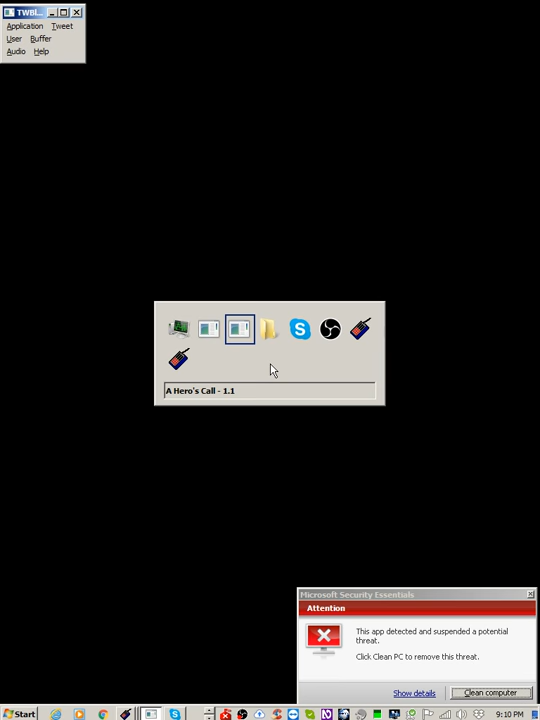 TWBl...
Application Tweet
User Buffer
Audio Help
A Hero's Call - 1.1
Microsoft Security Essentials
Attention
This app detected and suspended a potential
threat.
Click Clean PC to remove this threat.
Show details
Clean computer
Start
9:10 PM